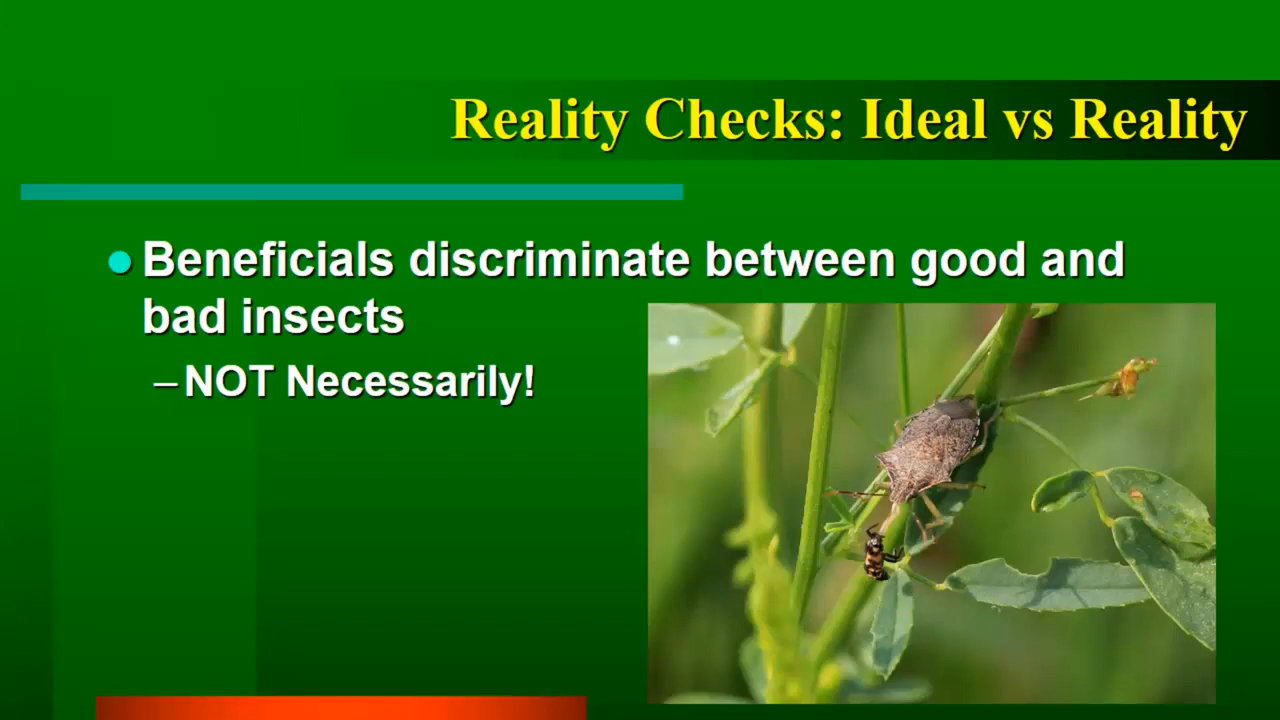 Reality Checks: Ideal vs Reality
Beneficials discriminate between good and
bad insects
–NOT Necessarily!